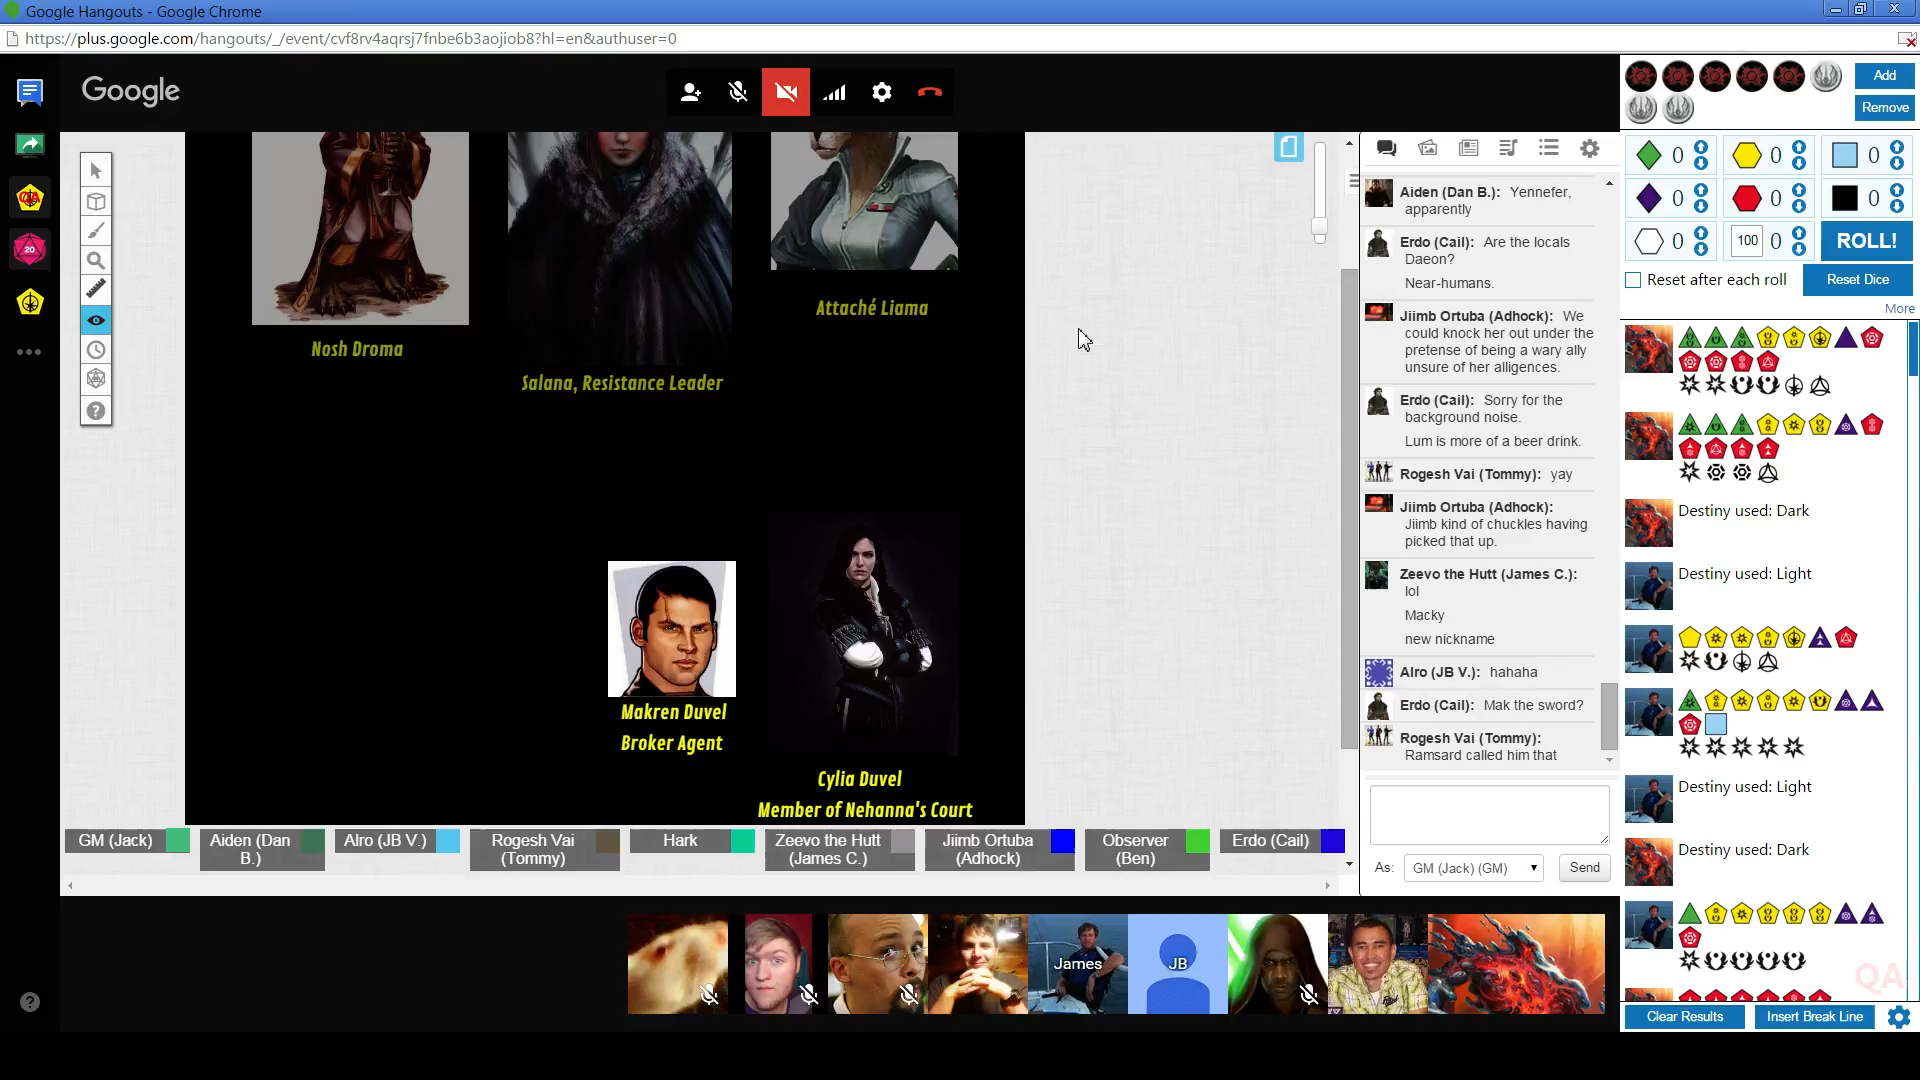 Google Hangouts - Google Chrome
https://plus.google.com/hangouts/_/event/cvf8rv4aqrsj7fnbe6b3aojiob8?hl=en&authuser=0
Google
Nosh Droma
Salana, Resistance Leader
Attaché Liama
Makren Duvel
Broker Agent
Cylia Duvel
Member of Nehanna's Court
GM (Jack)
Aiden (Dan
B.)
Alro (JB V.)
Rogesh Vai
(Tommy)
Hark
Zeevo the Hutt
(James C.)
Jiimb Ortuba
(Adhock)
Observer
(Ben)
Erdo (Cail)
Aiden (Dan B.): Yennefer,
apparently
Erdo (Cail): Are the locals
Daeon?
Near-humans.
Jiimb Ortuba (Adhock): We
could knock her out under the
pretense of being a wary ally
unsure of her alligences.
Erdo (Cail): Sorry for the
background noise.
Lum is more of a beer drink.
Rogesh Vai (Tommy): yay
Jiimb Ortuba (Adhock):
Jiimb kind of chuckles having
picked that up.
Zeevo the Hutt (James C.):
lol
Macky
new nickname
Alro (JB V.): hahaha
Erdo (Cail): Mak the sword?
Rogesh Vai (Tommy):
Ramsard called him that
As: GM (Jack) (GM) Send
James
JB
Add
Remove
0 0 0
0 0 0
0 100 0 ROLL!
Reset after each roll Reset Dice
More
Destiny used: Dark
Destiny used: Light
Destiny used: Light
Destiny used: Dark
QA
Clear Results Insert Break Line
20